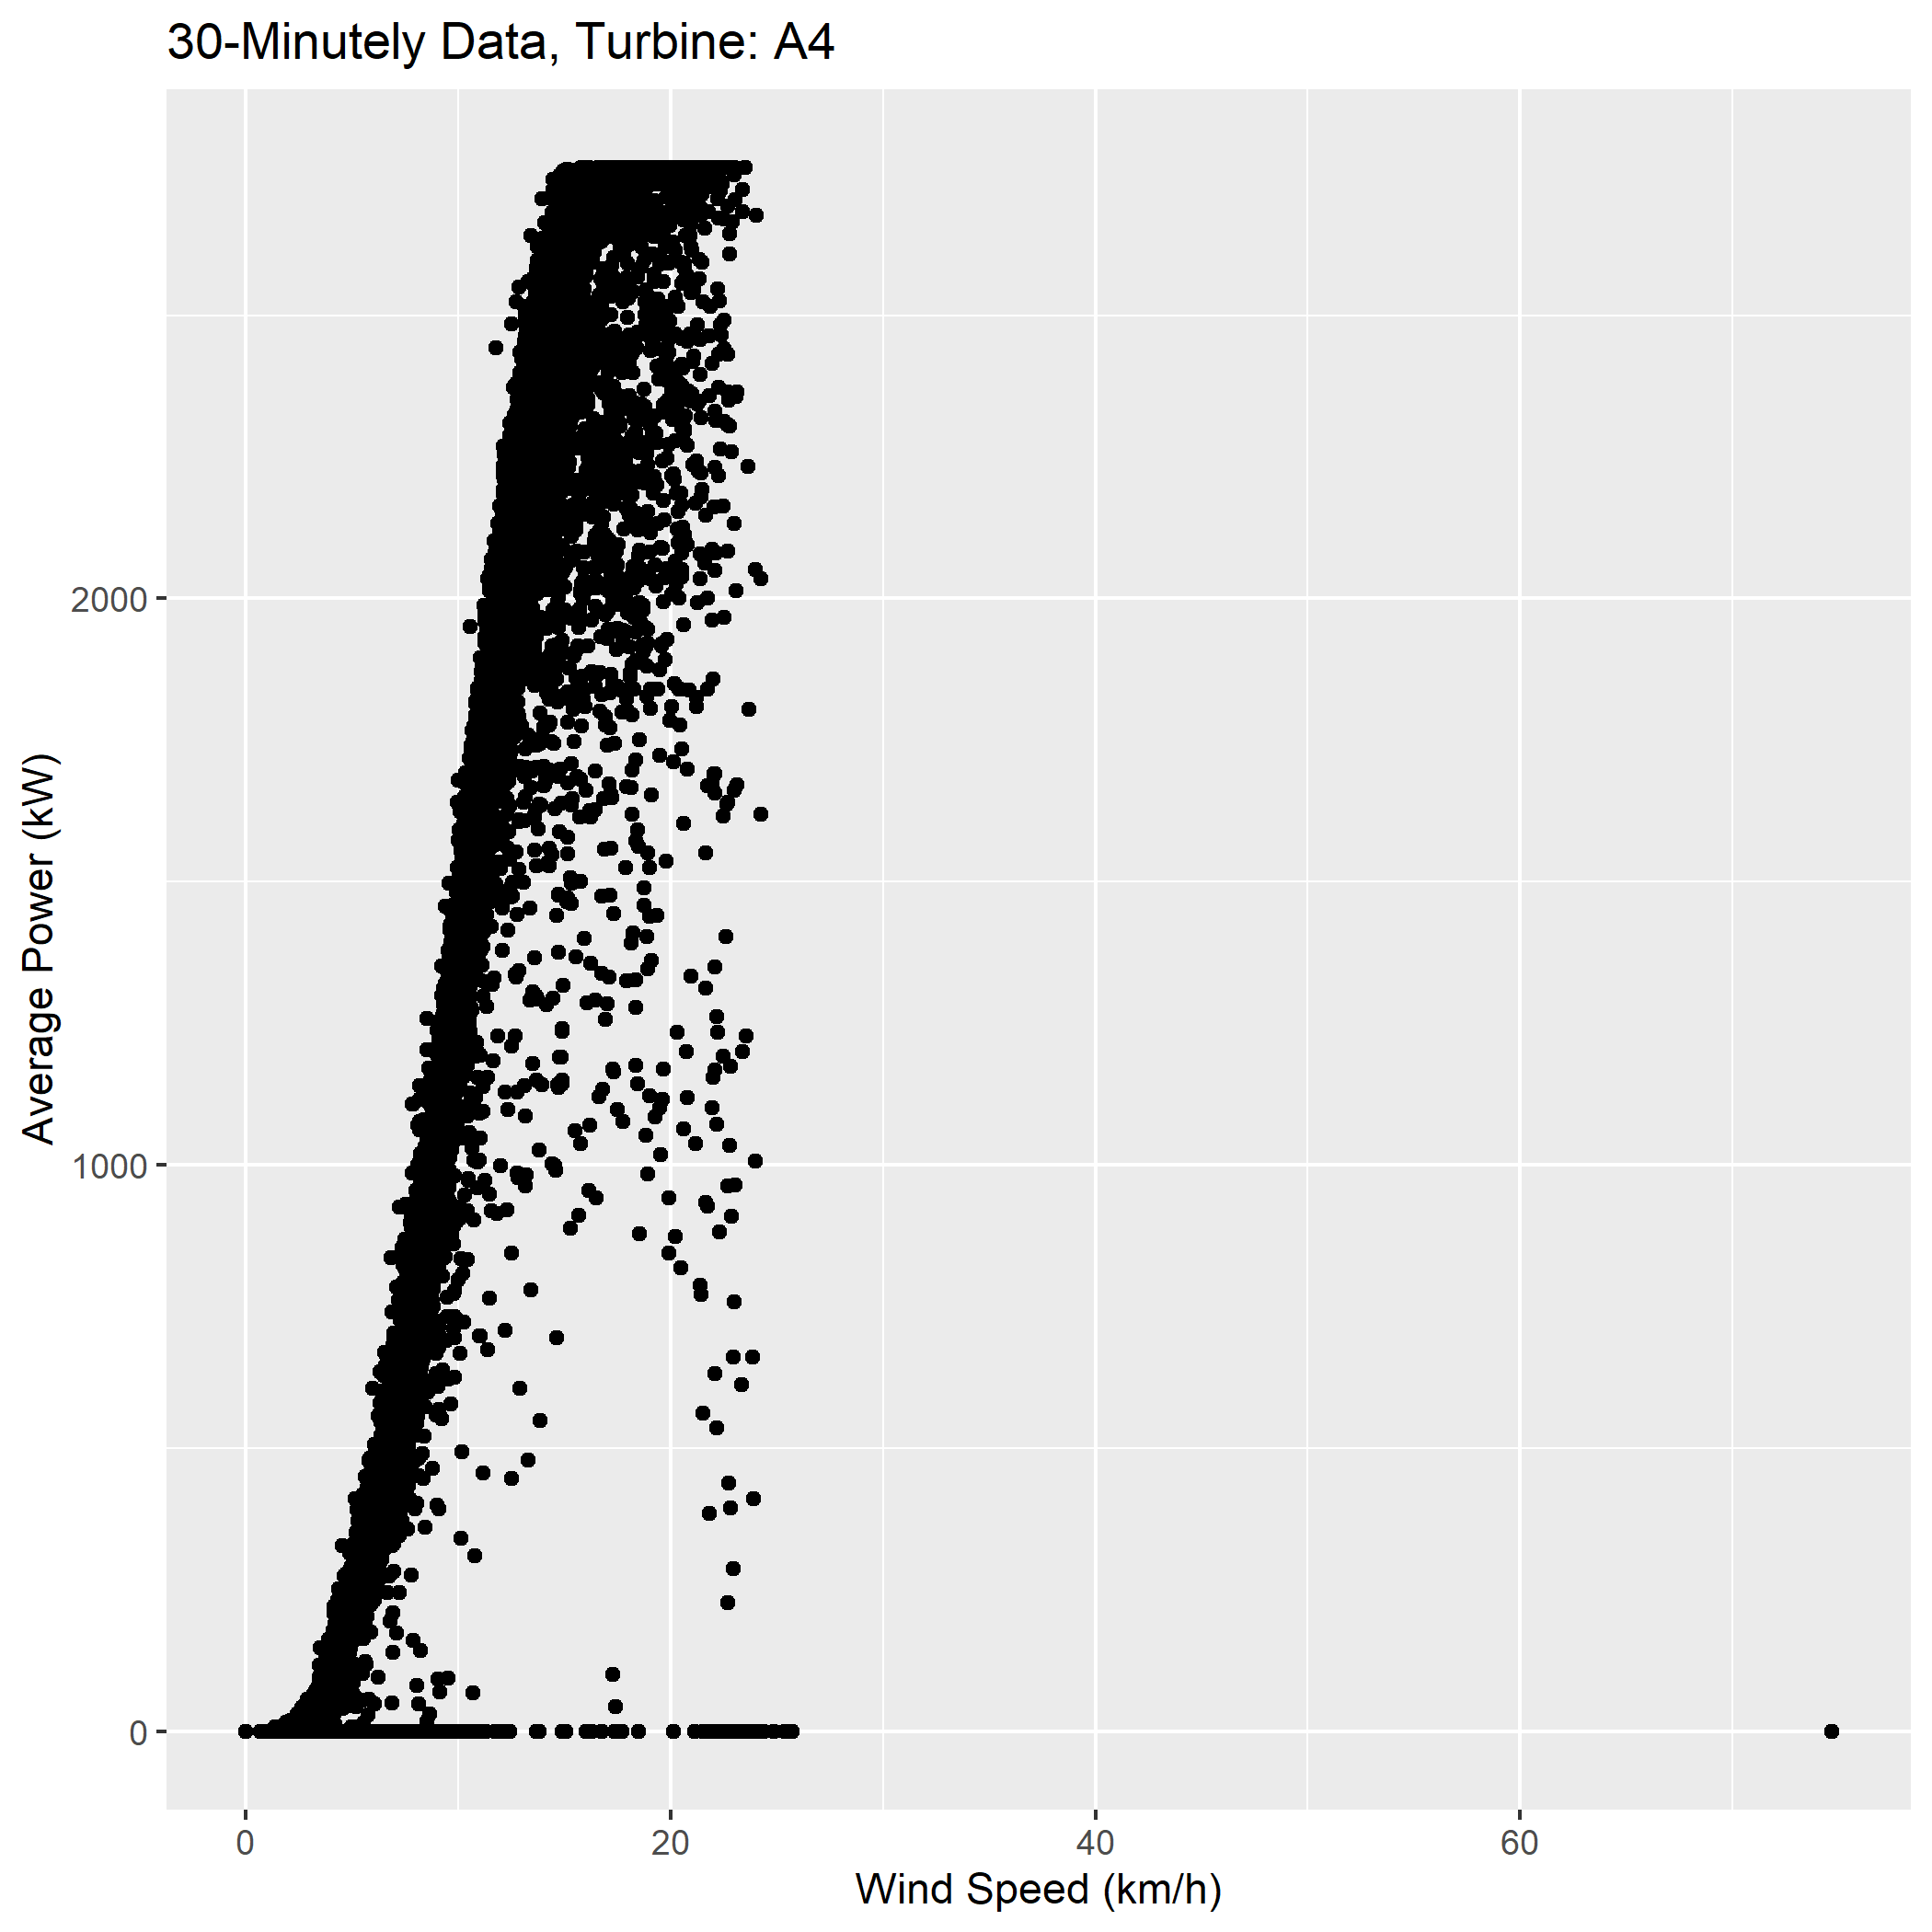 30-Minutely Data, Turbine: A4
Average Power (kW)
2000
1000
0
0 20 40 60
Wind Speed (km/h)